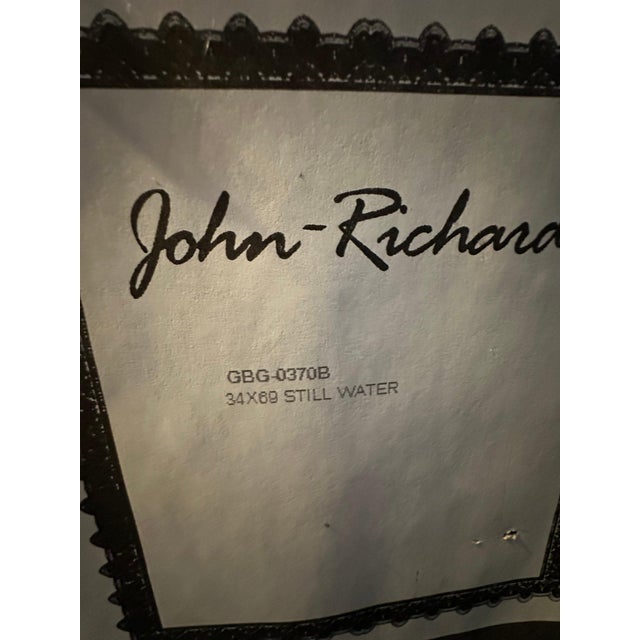 John-Richard
GBG-0370B
34X69 STILL WATER